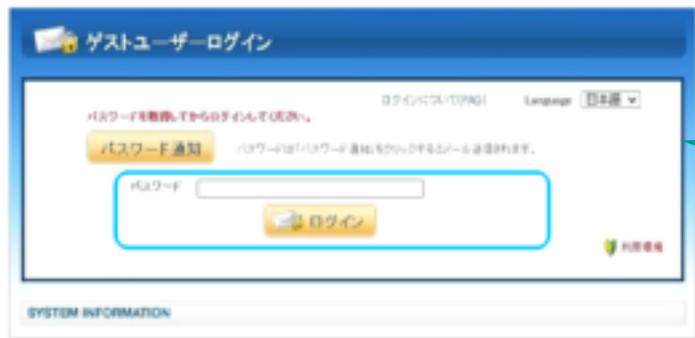 ゲストユーザーログイン
ログインについて(FAQ) Language 日本語
パスワードを取得してからログインしてください。
パスワード通知 パスワードは「パスワード通知」をクリックするとメール送信されます。
パスワード
ログイン
利用環境
SYSTEM INFORMATION